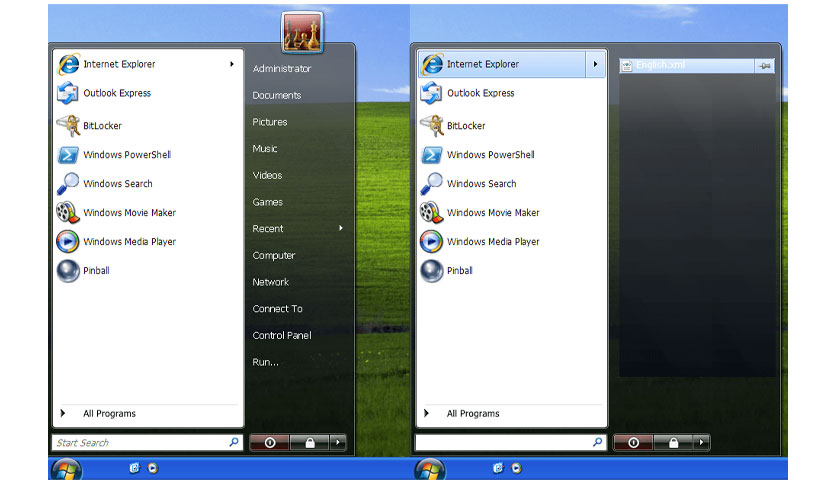 Internet Explorer
Outlook Express
BitLocker
Windows PowerShell
Windows Search
Windows Movie Maker
Windows Media Player
Pinball
All Programs
Start Search
Administrator
Documents
Pictures
Music
Videos
Games
Recent
Computer
Network
Connect To
Control Panel
Run...
Internet Explorer
Outlook Express
BitLocker
Windows PowerShell
Windows Search
Windows Movie Maker
Windows Media Player
Pinball
All Programs
English.xml